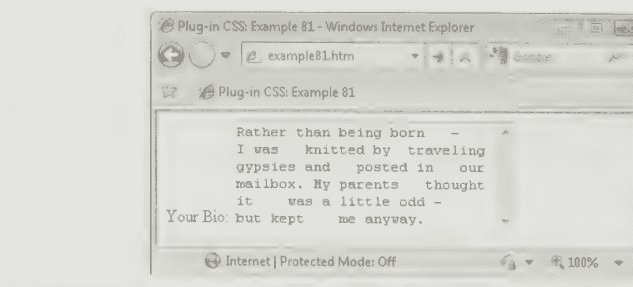 Plug-in CSS: Example 81 - Windows Internet Explorer
example81.htm
Google
Plug-in CSS: Example 81
Rather than being born -
I was knitted by traveling
gypsies and posted in our
mailbox. My parents thought
it was a little odd -
Your Bio: but kept me anyway.
Internet | Protected Mode: Off
100%